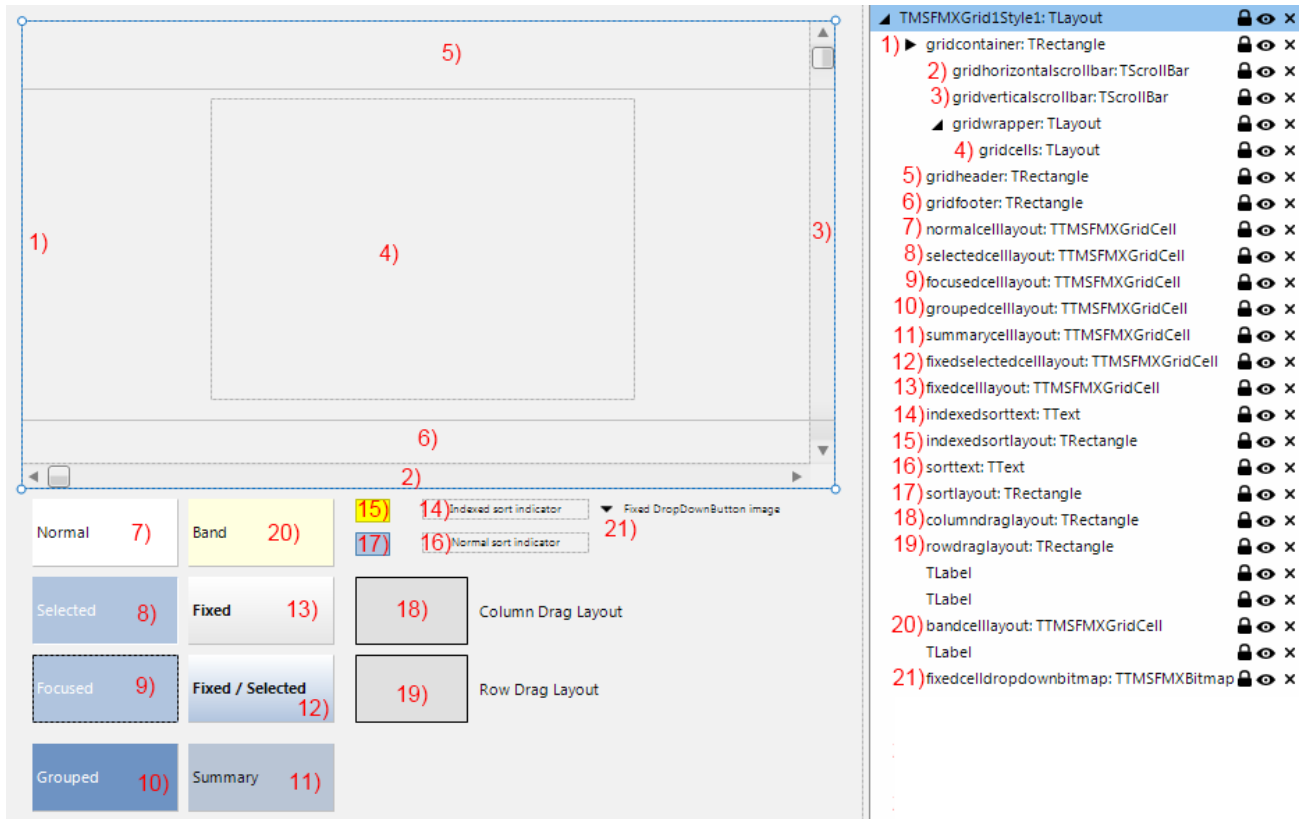 5)
1)
4)
3)
6)
2)
Normal 7)
Band 20)
15)
14) Indexed sort indicator
Fixed DropDownButton image
21)
17)
16) Normal sort indicator
Selected 8)
Fixed 13)
18)
Column Drag Layout
Focused 9)
Fixed / Selected
12)
19)
Row Drag Layout
Grouped 10)
Summary 11)
TMSFMXGrid1Style1: TLayout
1) gridcontainer: TRectangle
2) gridhorizontalscrollbar: TScrollBar
3) gridverticalscrollbar: TScrollBar
gridwrapper: TLayout
4) gridcells: TLayout
5) gridheader: TRectangle
6) gridfooter: TRectangle
7) normalcelllayout: TTMSFMXGridCell
8) selectedcelllayout: TTMSFMXGridCell
9) focusedcelllayout: TTMSFMXGridCell
10) groupedcelllayout: TTMSFMXGridCell
11) summarycelllayout: TTMSFMXGridCell
12) fixedselectedcelllayout: TTMSFMXGridCell
13) fixedcelllayout: TTMSFMXGridCell
14) indexedsorttext: TText
15) indexedsortlayout: TRectangle
16) sorttext: TText
17) sortlayout: TRectangle
18) columndraglayout: TRectangle
19) rowdraglayout: TRectangle
TLabel
TLabel
20) bandcelllayout: TTMSFMXGridCell
TLabel
21) fixedcelldropdownbitmap: TTMSFMXBitmap